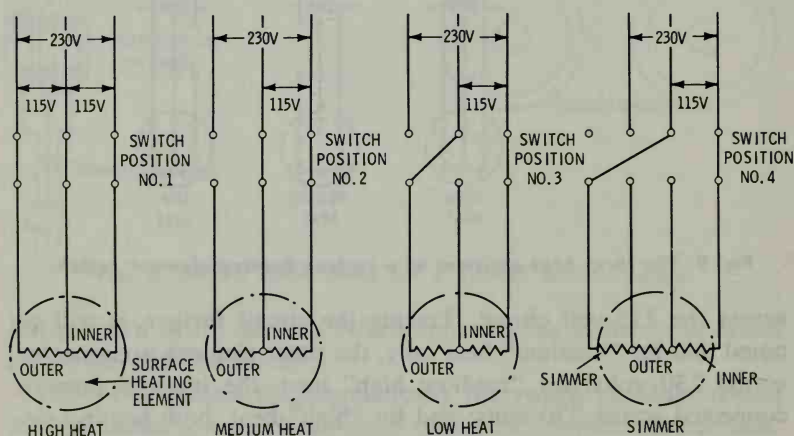 230V
115V 115V
SWITCH
POSITION
NO.1
OUTER
INNER
SURFACE
HEATING
ELEMENT
HIGH HEAT
230V
115V
SWITCH
POSITION
NO.2
OUTER
INNER
MEDIUM HEAT
230V
115V
SWITCH
POSITION
NO.3
OUTER
INNER
LOW HEAT
230V
115V
SWITCH
POSITION
NO.4
SIMMER
OUTER
INNER
SIMMER